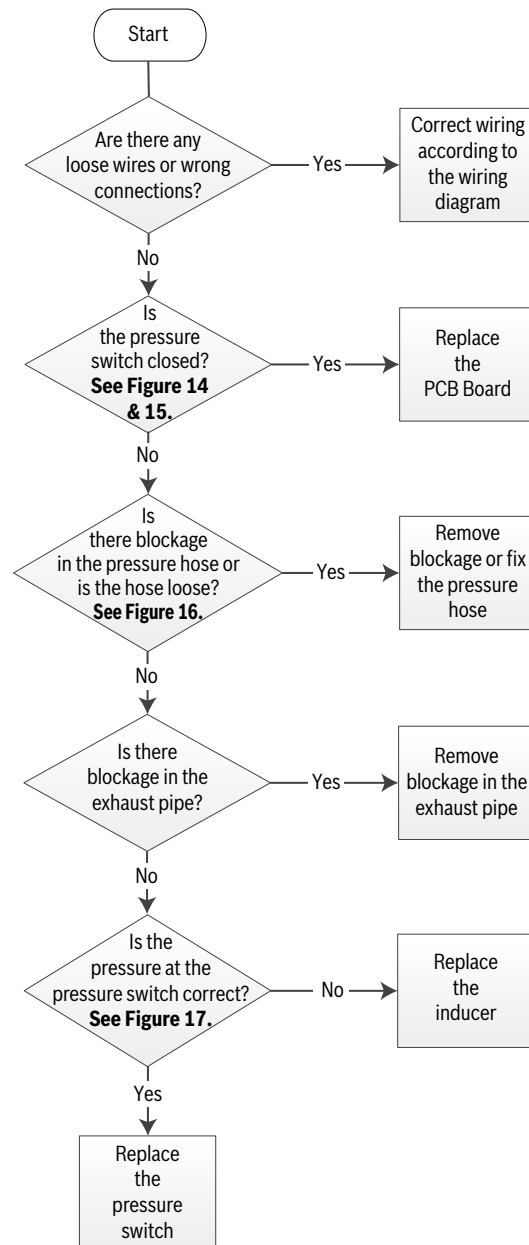 Start
Are there any
loose wires or wrong
connections?
Yes
Correct wiring
according to
the wiring
diagram
No
Is
the pressure
switch closed?
See Figure 14
& 15.
Yes
Replace
the
PCB Board
No
Is
there blockage
in the pressure hose or
is the hose loose?
See Figure 16.
Yes
Remove
blockage or fix
the pressure
hose
No
Is there
blockage in the
exhaust pipe?
Yes
Remove
blockage in the
exhaust pipe
No
Is the
pressure at the
pressure switch correct?
See Figure 17.
No
Replace
the
inducer
Yes
Replace
the
pressure
switch